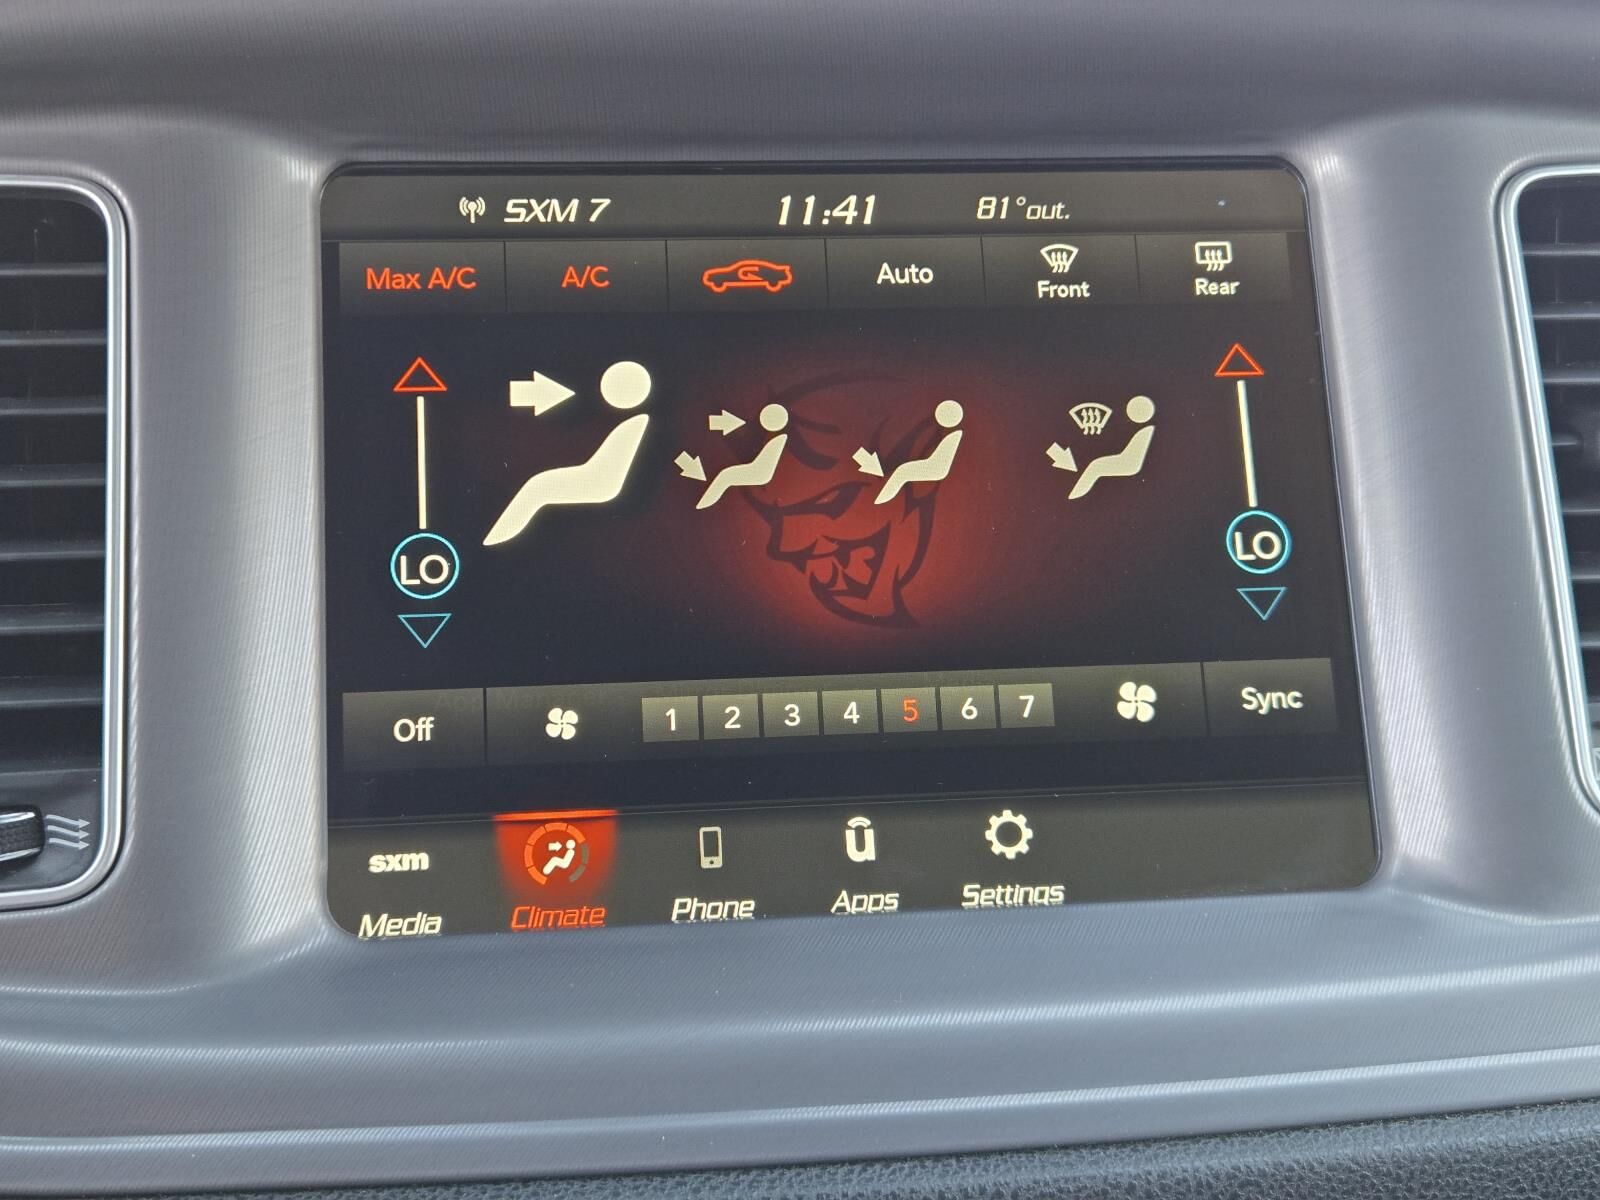 SXM 7 11:41 81°out.
Max A/C A/C Auto Front Rear
LO LO
Off 1 2 3 4 5 6 7 Sync
sxm
Media Climate Phone Apps Settings